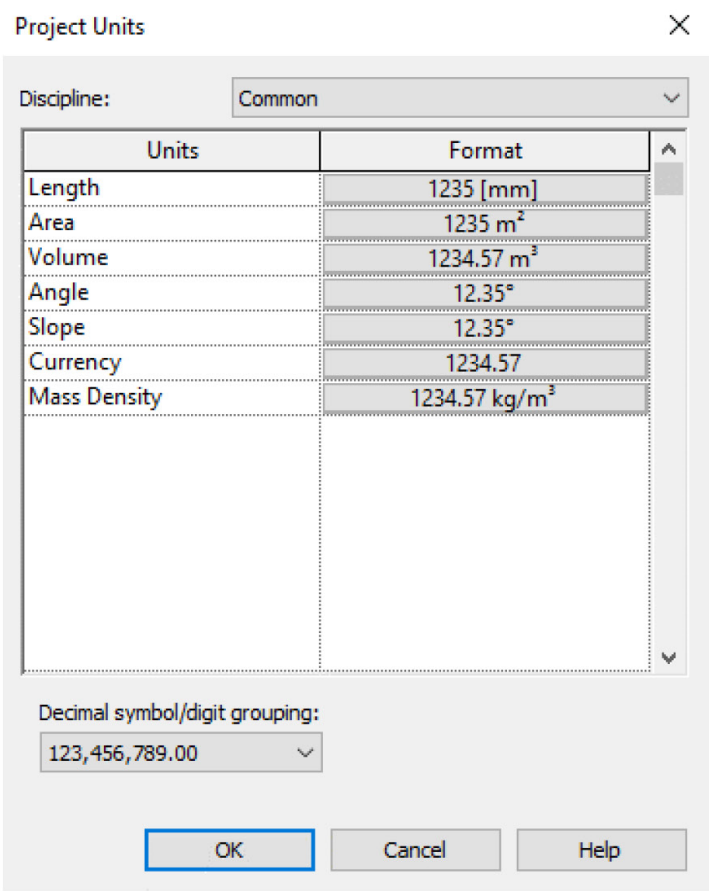 Project Units
Discipline: Common
Units Format
Length 1235 [mm]
Area 1235 m²
Volume 1234.57 m³
Angle 12.35°
Slope 12.35°
Currency 1234.57
Mass Density 1234.57 kg/m³
Decimal symbol/digit grouping:
123,456,789.00
OK Cancel Help